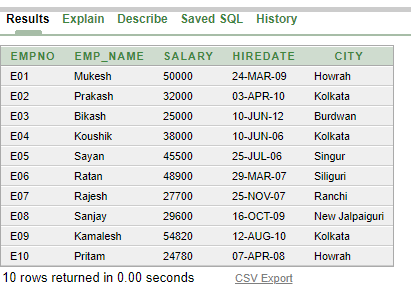 Results Explain Describe Saved SQL History
EMPNO EMP_NAME SALARY HIREDATE CITY
E01 Mukesh 50000 24-MAR-09 Howrah
E02 Prakash 32000 03-APR-10 Kolkata
E03 Bikash 25000 10-JUN-12 Burdwan
E04 Koushik 38000 10-JUN-06 Kolkata
E05 Sayan 45500 25-JUL-06 Singur
E06 Ratan 48900 29-MAR-07 Siliguri
E07 Rajesh 27700 25-NOV-07 Ranchi
E08 Sanjay 29600 16-OCT-09 New Jalpaiguri
E09 Kamalesh 54820 12-AUG-10 Kolkata
E10 Pritam 24780 07-APR-08 Howrah
10 rows returned in 0.00 seconds CSV Export